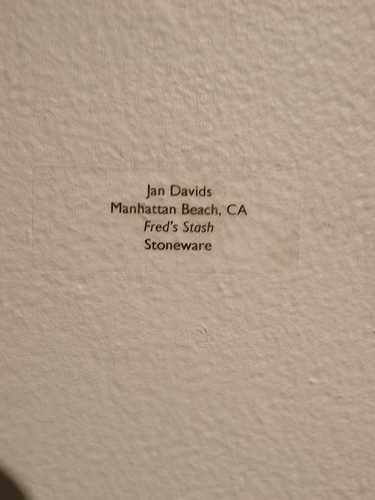 Jan Davids
Manhattan Beach, CA
Fred's Stash
Stoneware